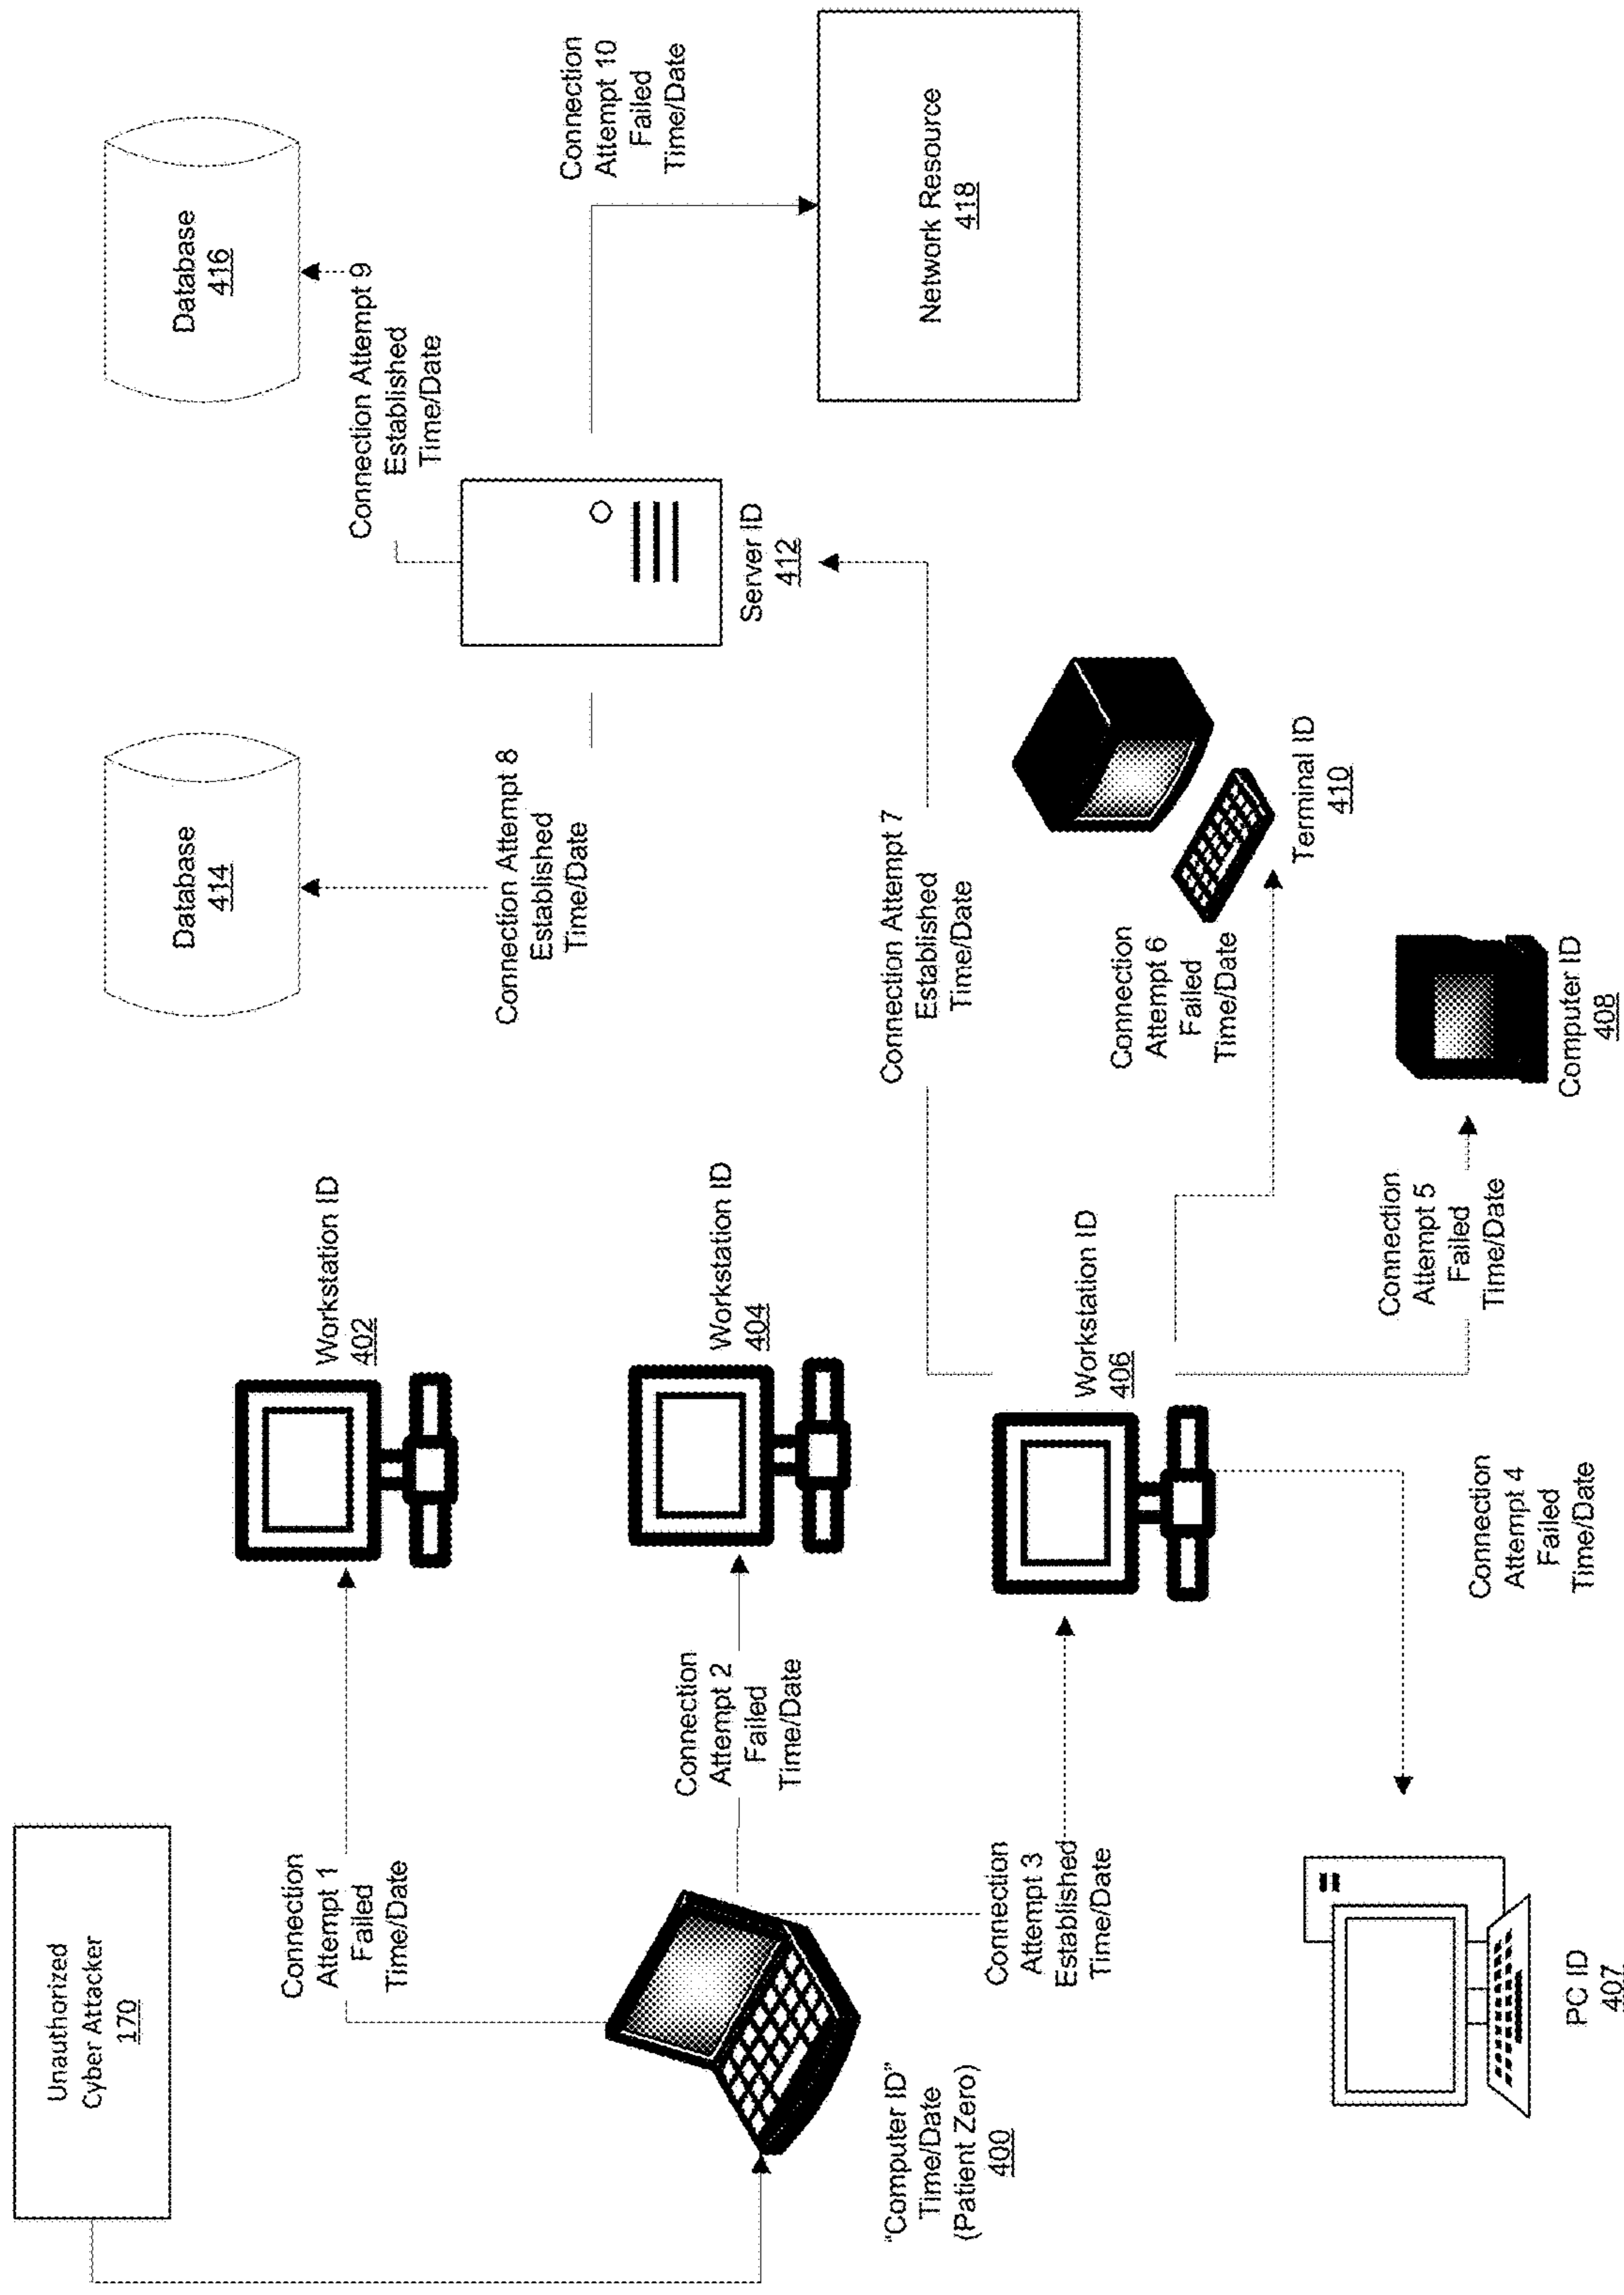 Unauthorized
Cyber Attacker
170
Connection
Attempt 1
Failed
Time/Date
Workstation ID
402
"Computer ID"
Time/Date
(Patient Zero)
400
Connection
Attempt 2
Failed
Time/Date
Workstation ID
404
Connection
Attempt 3
Established
Time/Date
Workstation ID
406
PC ID
407
Connection
Attempt 4
Failed
Time/Date
Connection
Attempt 5
Failed
Time/Date
Computer ID
408
Connection
Attempt 6
Failed
Time/Date
Terminal ID
410
Connection Attempt 7
Established
Time/Date
Server ID
412
Database
414
Connection Attempt 8
Established
Time/Date
Database
416
Connection Attempt 9
Established
Time/Date
Connection
Attempt 10
Failed
Time/Date
Network Resource
418